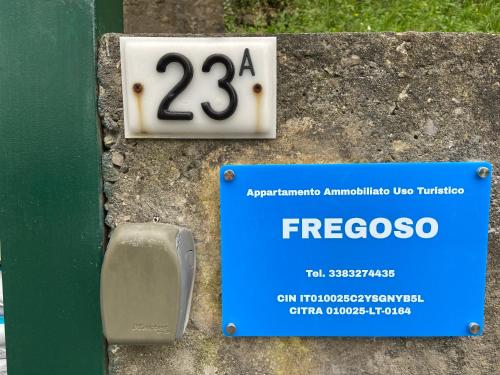 23A
Appartamento Ammobiliato Uso Turistico
FREGOSO
Tel. 3383274435
CIN IT010025C2YSGNYB5L
CITRA 010025-LT-0164